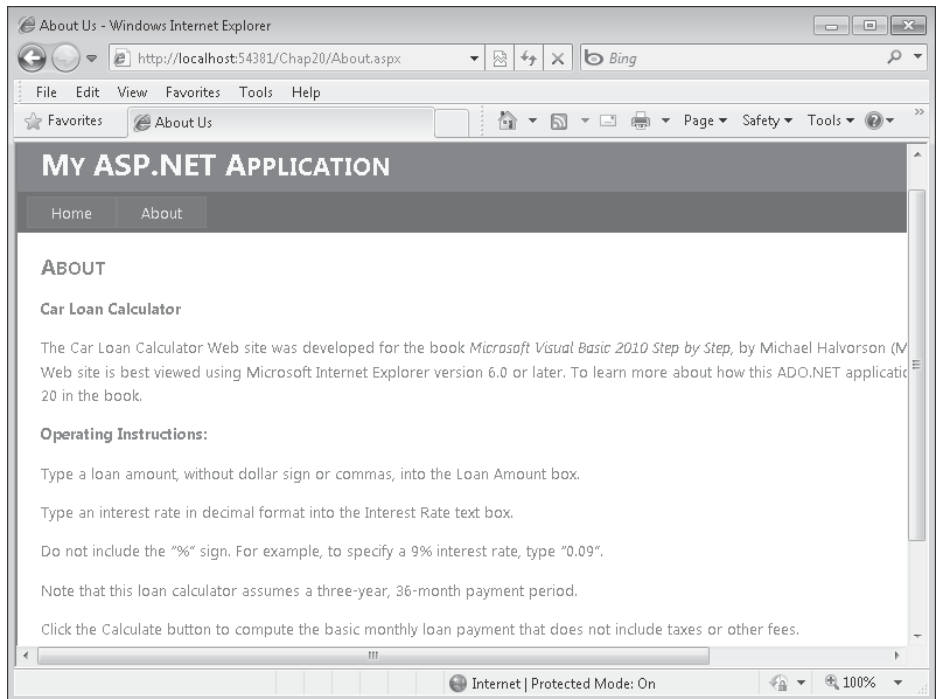 About Us - Windows Internet Explorer
http://localhost:54381/Chap20/About.aspx
Bing
File Edit View Favorites Tools Help
Favorites
About Us
Page Safety Tools
MY ASP.NET APPLICATION
Home About
ABOUT
Car Loan Calculator
The Car Loan Calculator Web site was developed for the book Microsoft Visual Basic 2010 Step by Step, by Michael Halvorson (M
Web site is best viewed using Microsoft Internet Explorer version 6.0 or later. To learn more about how this ADO.NET applicatic
20 in the book.
Operating Instructions:
Type a loan amount, without dollar sign or commas, into the Loan Amount box.
Type an interest rate in decimal format into the Interest Rate text box.
Do not include the "%" sign. For example, to specify a 9% interest rate, type "0.09".
Note that this loan calculator assumes a three-year, 36-month payment period.
Click the Calculate button to compute the basic monthly loan payment that does not include taxes or other fees.
Internet | Protected Mode: On
100%